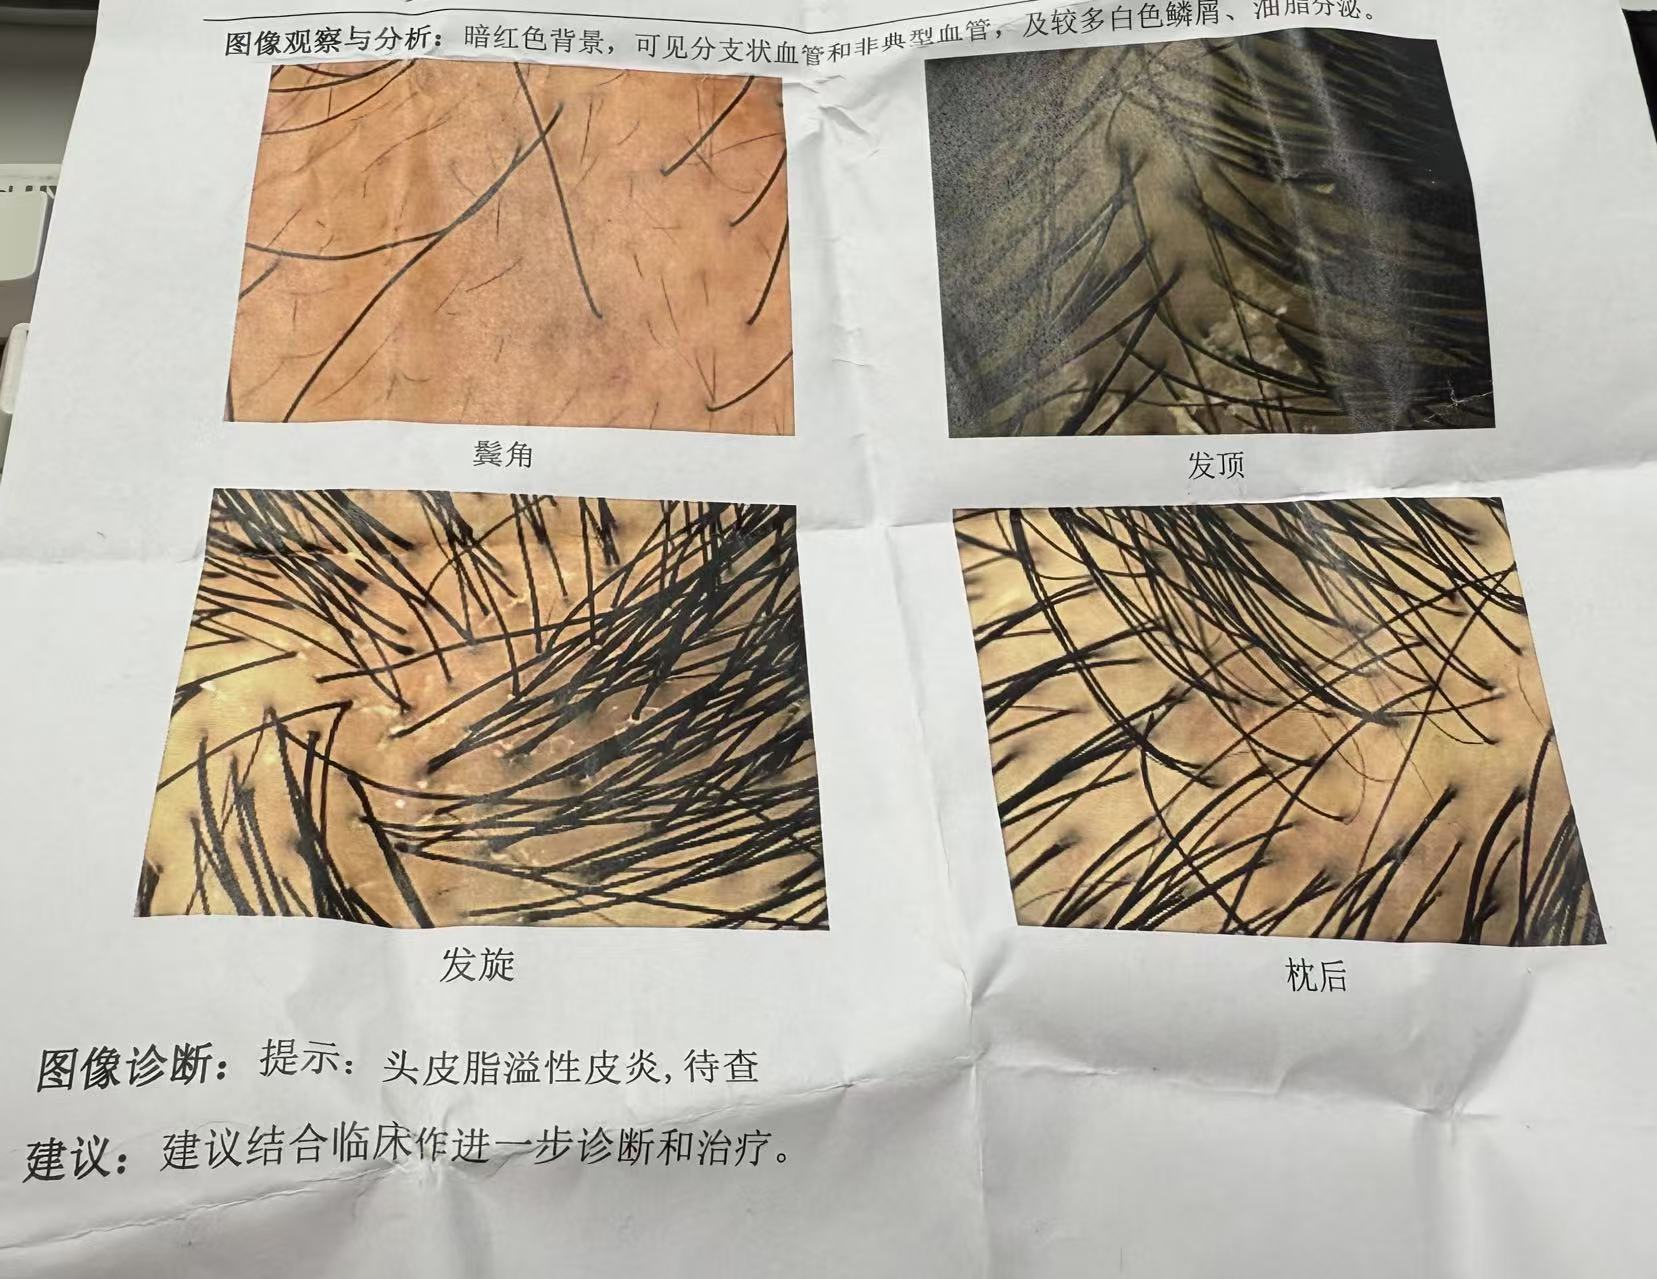 图像观察与分析：暗红色背景，可见分支状血管和非典型血管，及较多白色鳞屑、油脂分泌。
鬓角
发顶
发旋
枕后
图像诊断：提示：头皮脂溢性皮炎,待查
建议：建议结合临床作进一步诊断和治疗。